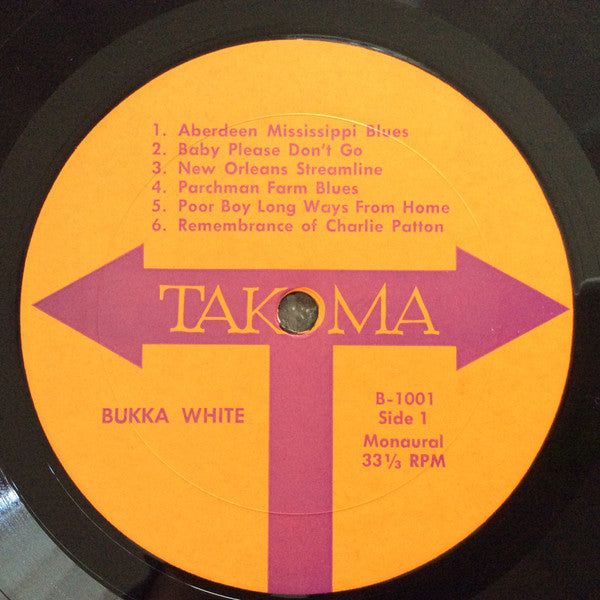 1. Aberdeen Mississippi Blues
2. Baby Please Don't Go
3. New Orleans Streamline
4. Parchman Farm Blues
5. Poor Boy Long Ways From Home
6. Remembrance of Charlie Patton
TAKOMA
BUKKA WHITE
B-1001
Side 1
Monaural
33⅓ RPM